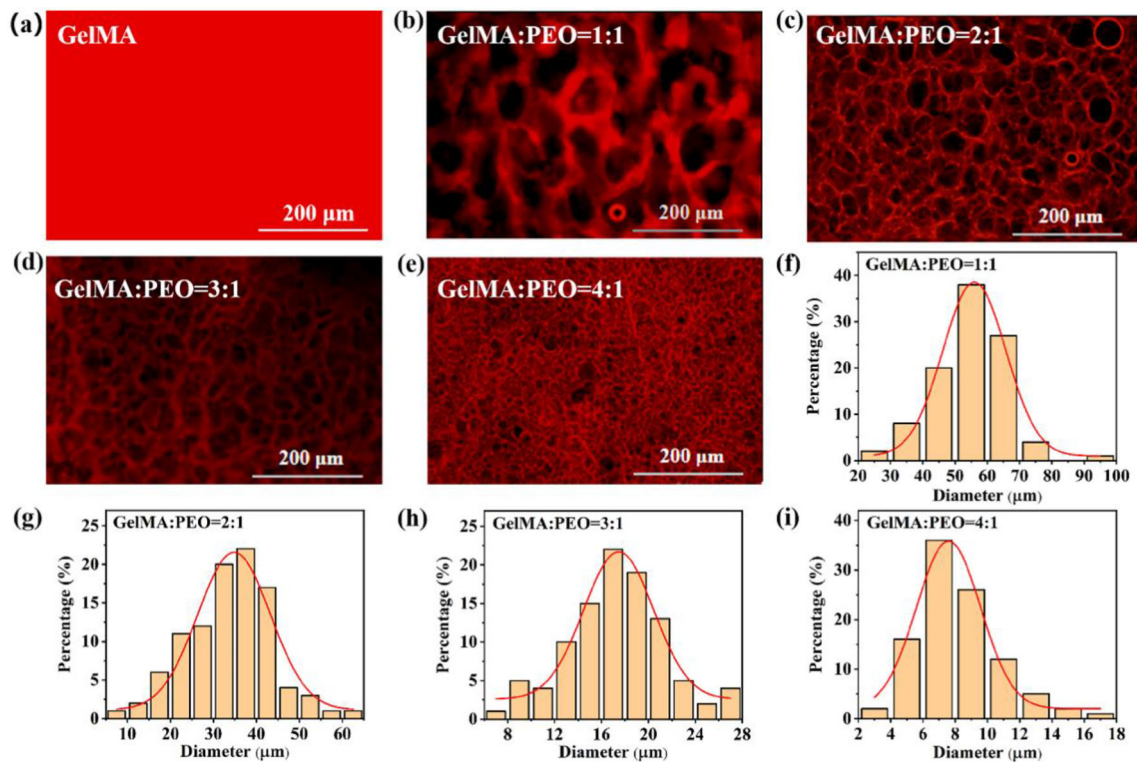 (a) GelMA
200 μm
(b) GelMA:PEO=1:1
200 μm
(c) GelMA:PEO=2:1
200 μm
(d)
GelMA:PEO=3:1
200 μm
(e)
GelMA:PEO=4:1
200 μm
(f)
GelMA:PEO=1:1
Percentage (%)
40
30
20
10
0
20 30 40 50 60 70 80 90 100
Diameter (μm)
(g)
GelMA:PEO=2:1
Percentage (%)
25
20
15
10
5
0
10 20 30 40 50 60
Diameter (μm)
(h)
GelMA:PEO=3:1
Percentage (%)
25
20
15
10
5
0
8 12 16 20 24 28
Diameter (μm)
(i)
GelMA:PEO=4:1
Percentage (%)
40
30
20
10
0
2 4 6 8 10 12 14 16 18
Diameter (μm)